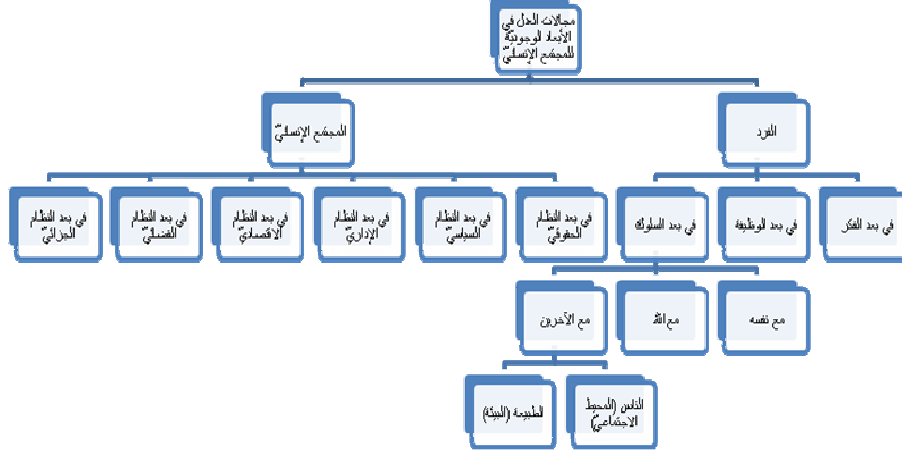 مجالات العدل في
الأبعاد الوجوديّة
للمجتمع الإنسانيّ
الفرد
المجتمع الإنسانيّ
في بعد الفكر
في بعد الوظيفة
في بعد السلوك
في بعد النظام
الحقوقيّ
في بعد النظام
السياسيّ
في بعد النظام
الإداريّ
في بعد النظام
الاقتصاديّ
في بعد النظام
القضائيّ
في بعد النظام
الجزائيّ
مع نفسه
مع الله
مع الآخرين
الناس (المحيط
الاجتماعيّ)
الطبيعة (البيئة)